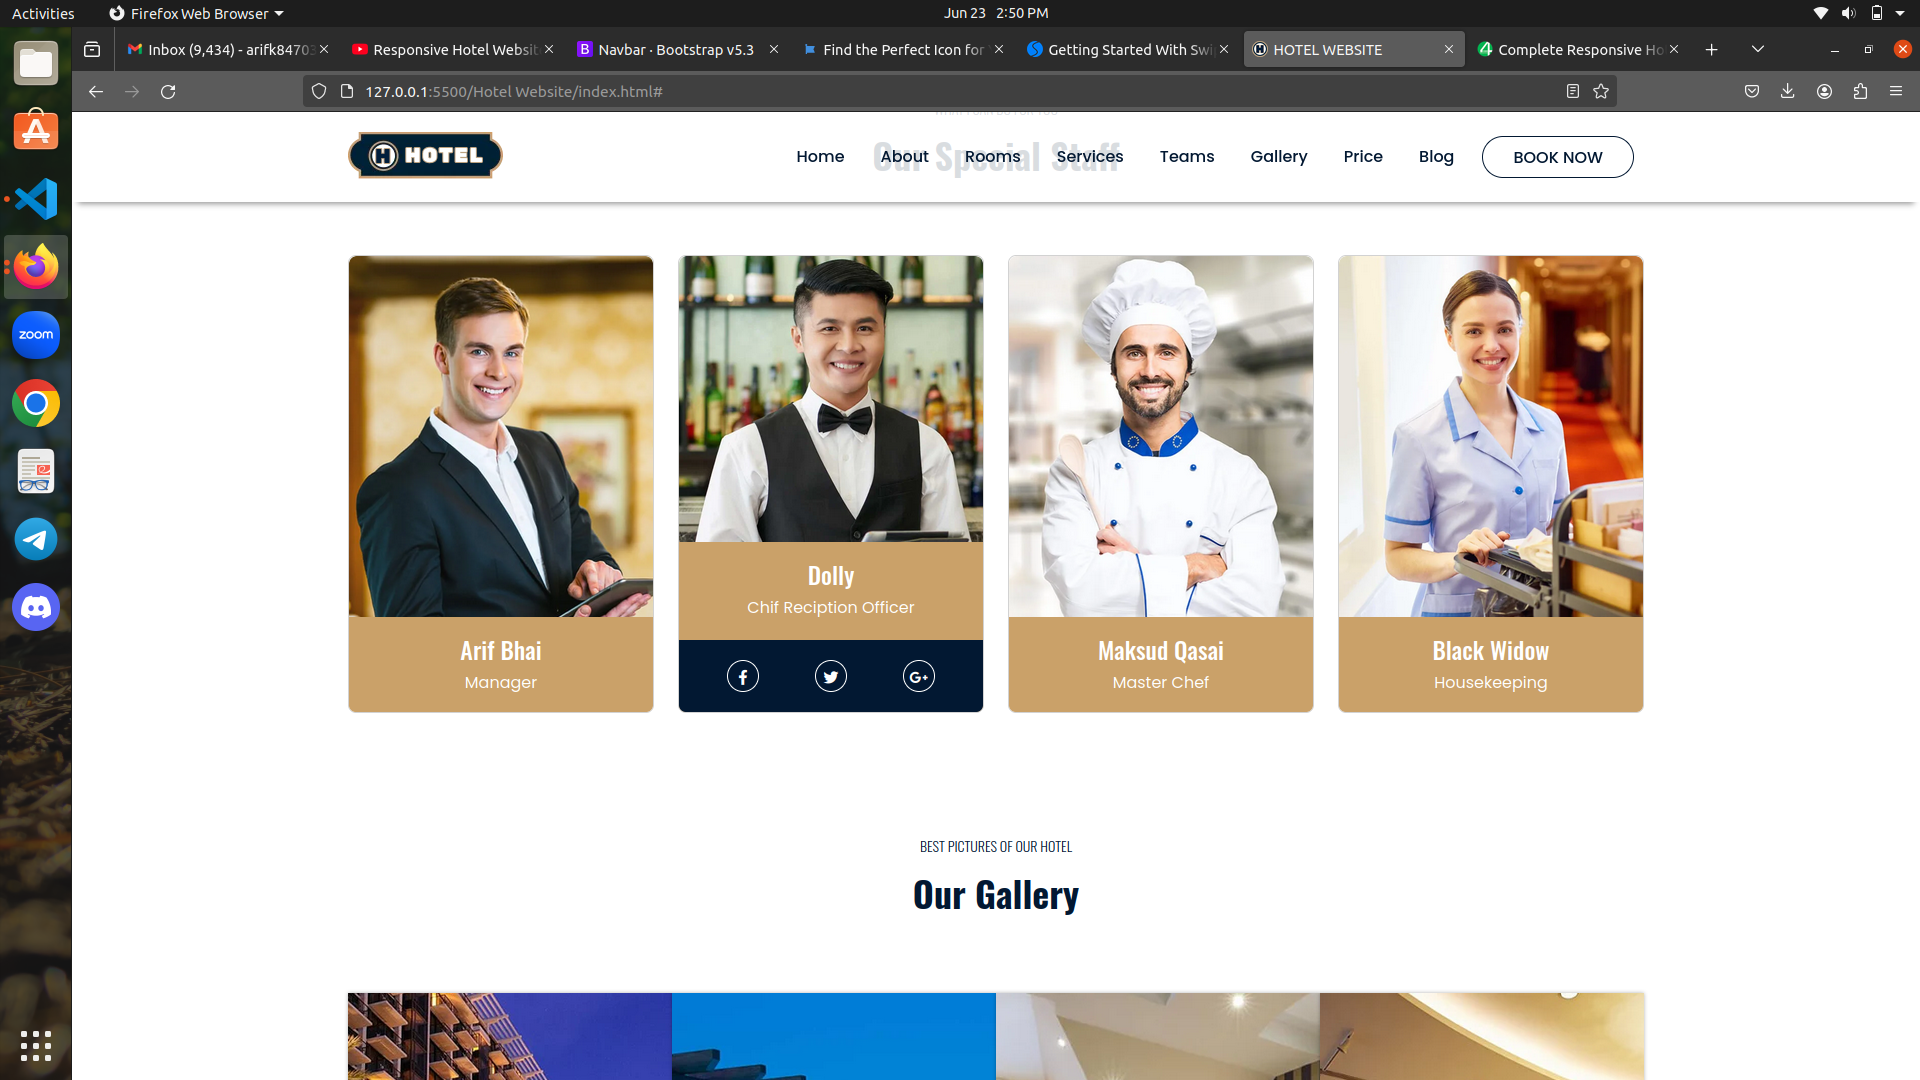 Activities
Firefox Web Browser
Jun 23 2:50 PM
Inbox (9,434) - arifk84703
Responsive Hotel Websit
Navbar · Bootstrap v5.3
Find the Perfect Icon for
Getting Started With Swi
HOTEL WEBSITE
Complete Responsive Ho
127.0.0.1:5500/Hotel Website/index.html#
H HOTEL
Our Special Staff
Home
About
Rooms
Services
Teams
Gallery
Price
Blog
BOOK NOW
zoom
Arif Bhai
Manager
Dolly
Chif Reciption Officer
Maksud Qasai
Master Chef
Black Widow
Housekeeping
BEST PICTURES OF OUR HOTEL
Our Gallery